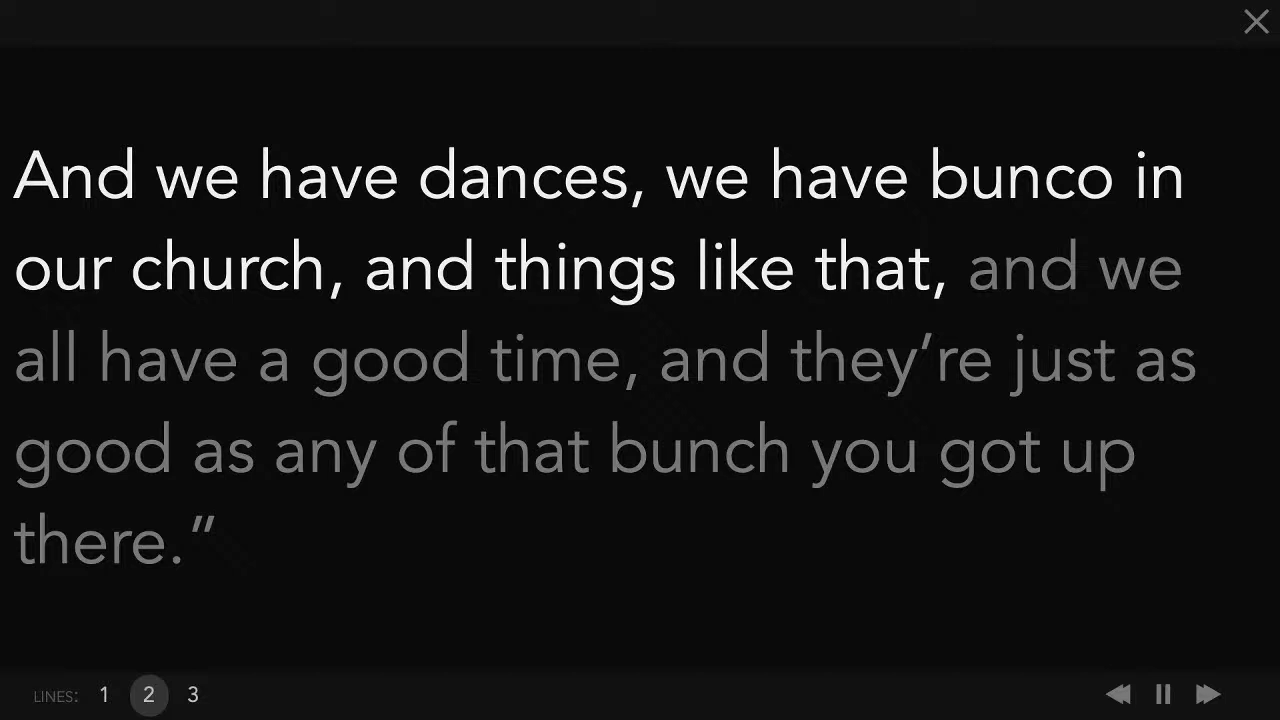 And we have dances, we have bunco in
our church, and things like that, and we
all have a good time, and they’re just as
good as any of that bunch you got up
there.”
LINES: 1 2 3